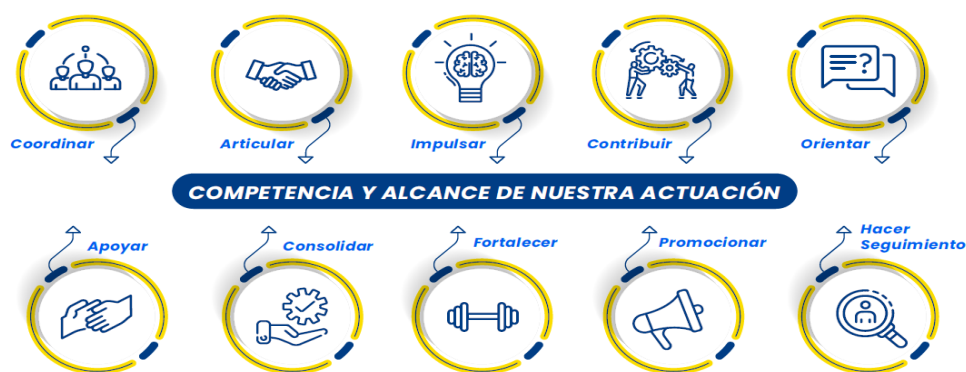 Coordinar
Articular
Impulsar
Contribuir
Orientar
COMPETENCIA Y ALCANCE DE NUESTRA ACTUACIÓN
Apoyar
Consolidar
Fortalecer
Promocionar
Hacer
Seguimiento